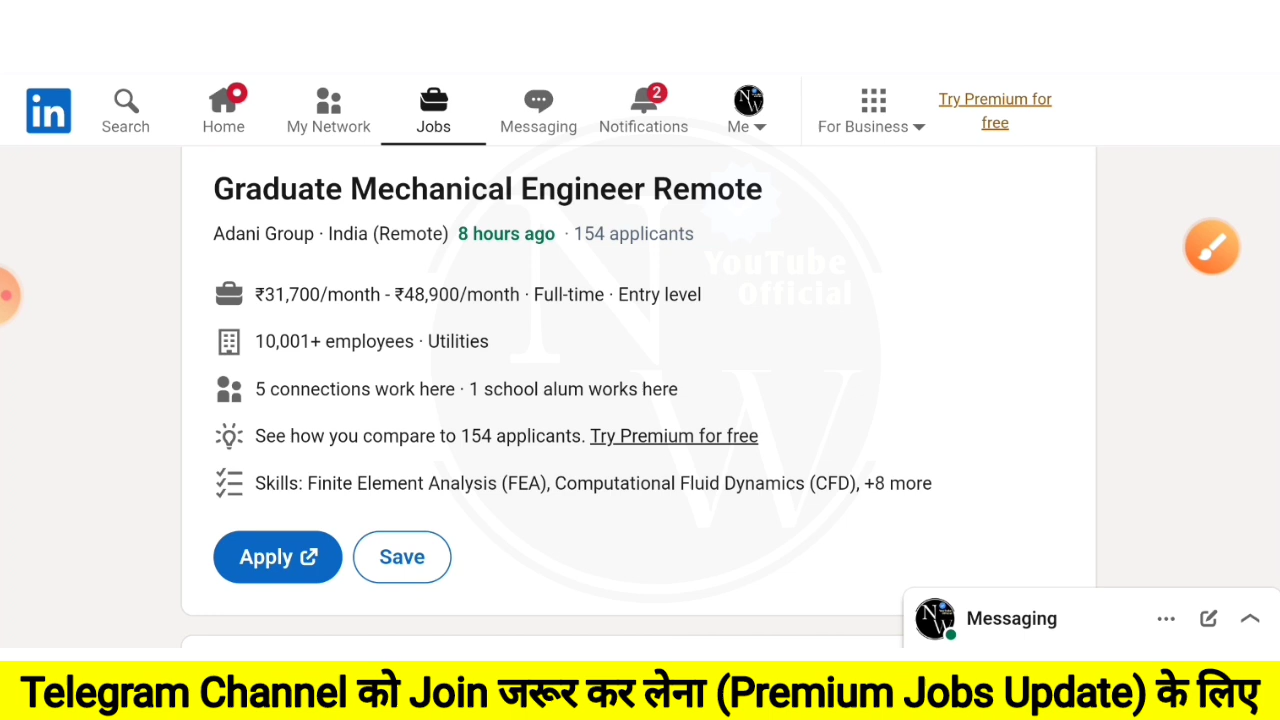 in
Search
Home
My Network
Jobs
Messaging
2
Notifications
Me
For Business
Try Premium for
free
Graduate Mechanical Engineer Remote
Adani Group · India (Remote) 8 hours ago · 154 applicants
₹31,700/month - ₹48,900/month · Full-time · Entry level
10,001+ employees · Utilities
5 connections work here · 1 school alum works here
See how you compare to 154 applicants. Try Premium for free
Skills: Finite Element Analysis (FEA), Computational Fluid Dynamics (CFD), +8 more
Apply
Save
N
W
YouTube
Official
Messaging
Telegram Channel को Join जरूर कर लेना (Premium Jobs Update) के लिए